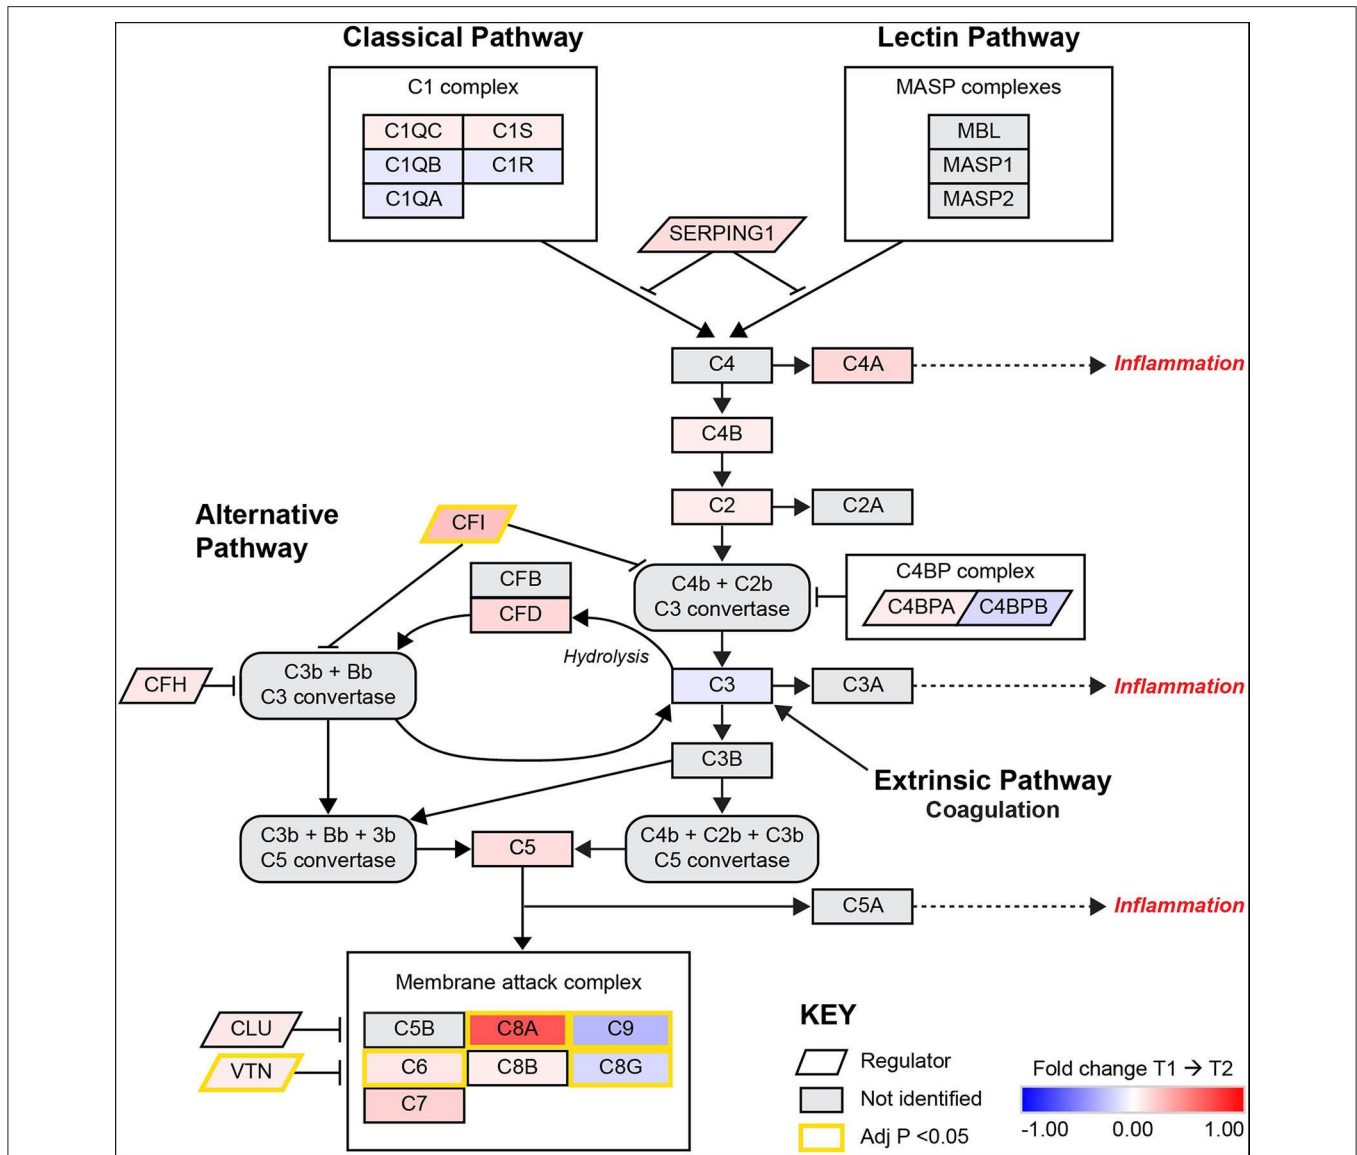 Classical Pathway
Lectin Pathway
C1 complex
C1QC
C1S
C1QB
C1R
C1QA
MASP complexes
MBL
MASP1
MASP2
SERPING1
C4
C4A
Inflammation
C4B
C2
C2A
Alternative
Pathway
CFI
CFB
CFD
C4b + C2b
C3 convertase
C4BP complex
C4BPA
C4BPB
Hydrolysis
CFH
C3b + Bb
C3 convertase
C3
C3A
Inflammation
C3B
Extrinsic Pathway
Coagulation
C3b + Bb + 3b
C5 convertase
C5
C4b + C2b + C3b
C5 convertase
C5A
Inflammation
Membrane attack complex
CLU
VTN
C5B
C8A
C9
C6
C8B
C8G
C7
KEY
Regulator
Not identified
Adj P <0.05
Fold change T1 → T2
-1.00
0.00
1.00